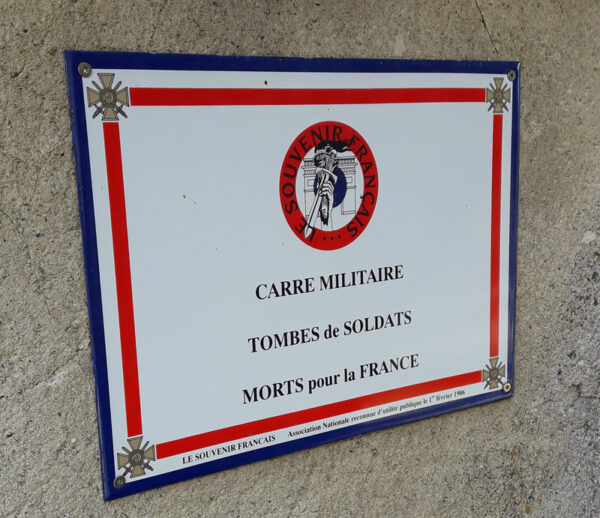 LE SOUVENIR FRANÇAIS...
CARRE MILITAIRE
TOMBES de SOLDATS
MORTS pour la FRANCE
LE SOUVENIR FRANCAIS Association Nationale reconnue d'utilité publique le 1er février 1906